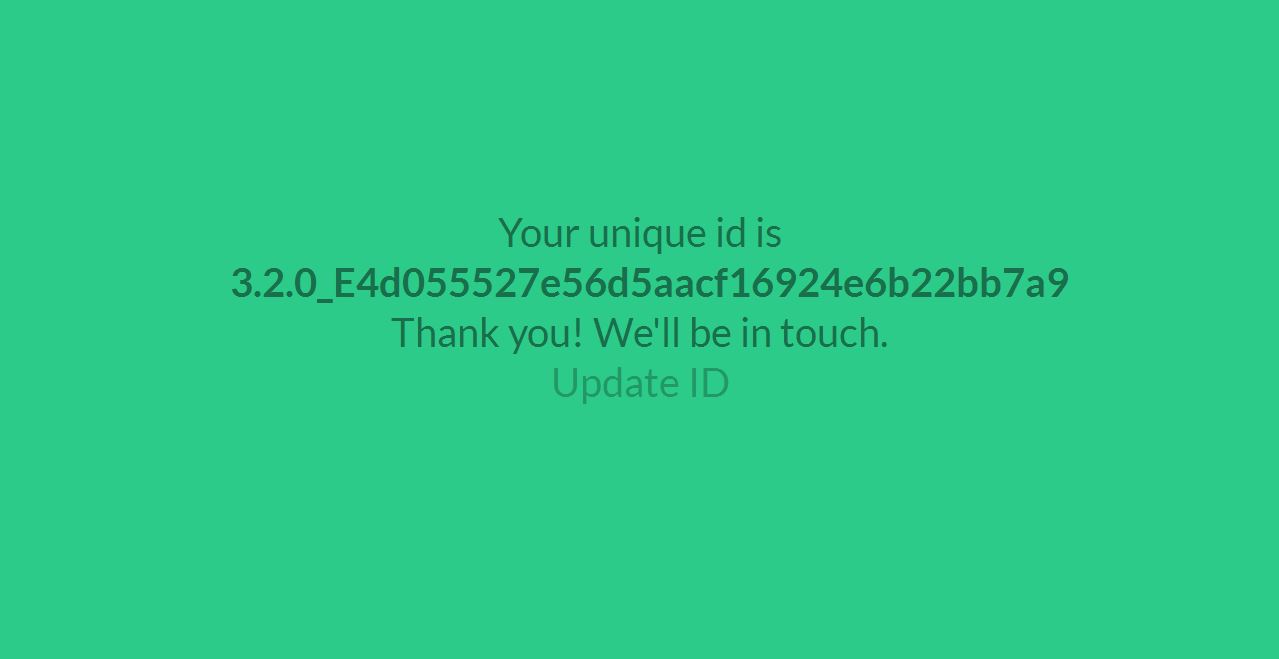 Your unique id is
3.2.0_E4d055527e56d5aacf16924e6b22bb7a9
Thank you! We'll be in touch.
Update ID